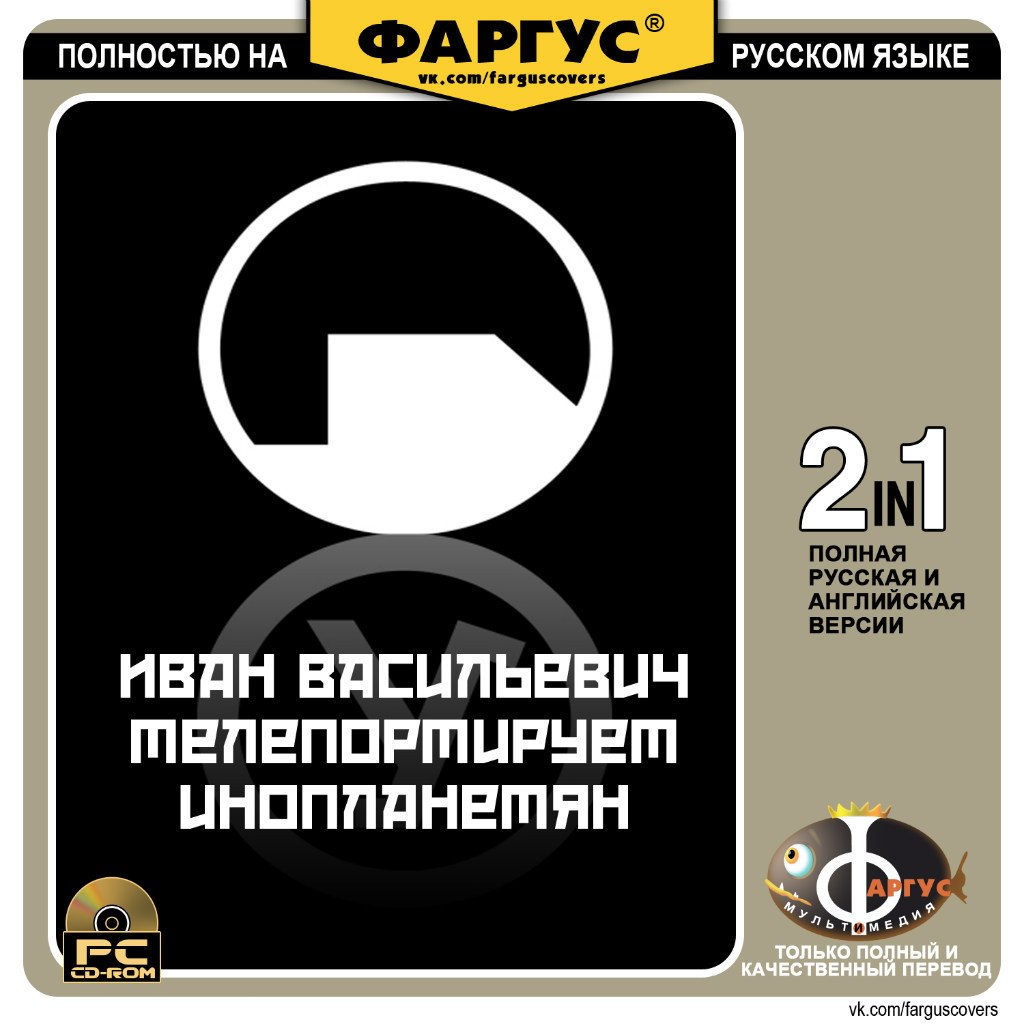 ПОЛНОСТЬЮ НА
ФАРГУС®
vk.com/farguscovers
РУССКОМ ЯЗЫКЕ
2IN1
ПОЛНАЯ
РУССКАЯ И
АНГЛИЙСКАЯ
ВЕРСИИ
У
ИВАН ВАСИЛЬЕВИЧ
ТЕЛЕПОРТИРУЕТ
ИНОПЛАНЕТЯН
PC
CD-ROM
ФАРГУС
МУЛЬТИМЕДИЯ
ТОЛЬКО ПОЛНЫЙ И
КАЧЕСТВЕННЫЙ ПЕРЕВОД
vk.com/farguscovers